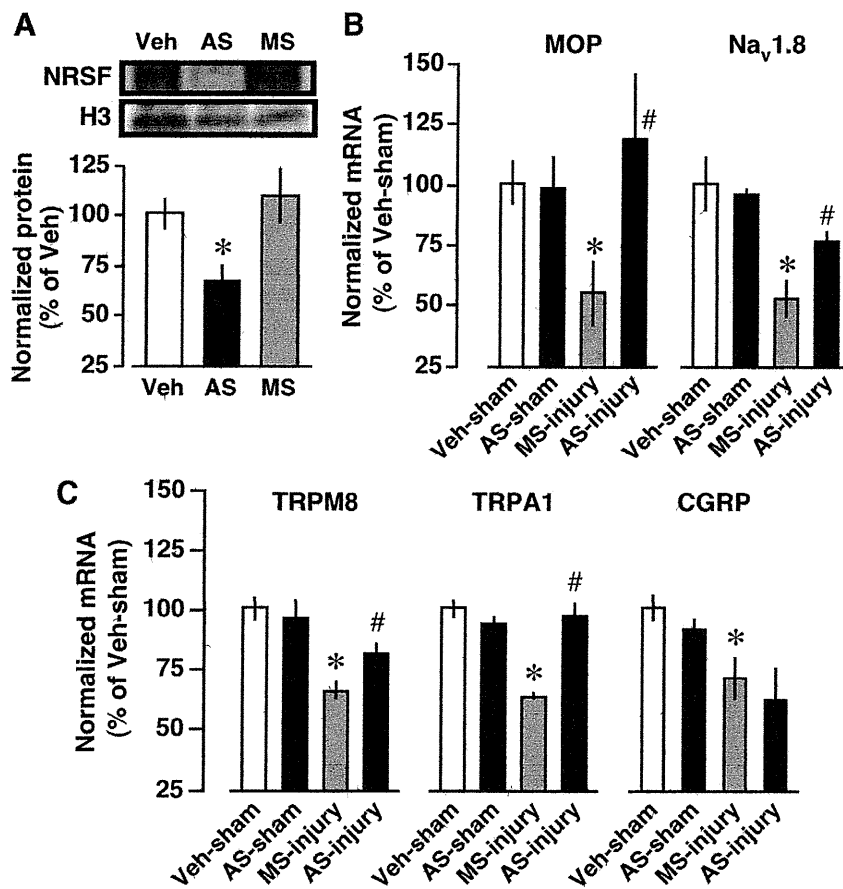 A
Veh AS MS
NRSF
H3
Normalized protein
(% of Veh)
125
100
75
50
25
Veh AS MS
B
MOP Nav1.8
Normalized mRNA
(% of Veh-sham)
150
125
100
75
50
25
* # * #
Veh-sham AS-sham MS-injury AS-injury Veh-sham AS-sham MS-injury AS-injury
C
TRPM8 TRPA1 CGRP
Normalized mRNA
(% of Veh-sham)
150
125
100
75
50
25
* # * # *
Veh-sham AS-sham MS-injury AS-injury Veh-sham AS-sham MS-injury AS-injury Veh-sham AS-sham MS-injury AS-injury